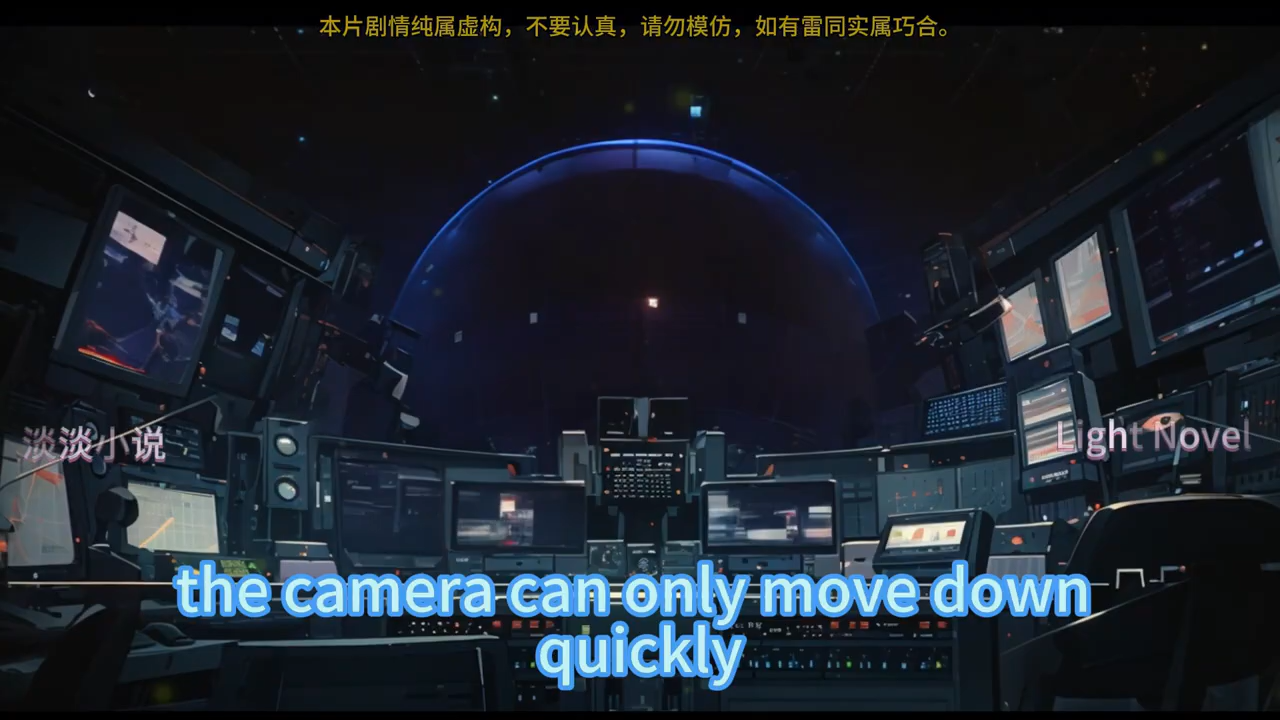 本片剧情纯属虚构，不要认真，请勿模仿，如有雷同实属巧合。
淡淡小说
Light Novel
the camera can only move down
quickly